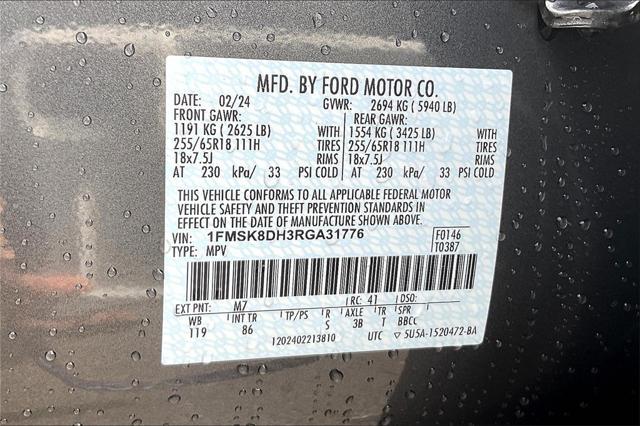 MFD. BY FORD MOTOR CO.
DATE: 02/24 GVWR: 2694 KG (5940 LB)
FRONT GAWR: REAR GAWR:
1191 KG (2625 LB) WITH 1554 KG (3425 LB) WITH
255/65R18 111H TIRES 255/65R18 111H TIRES
18x7.5J RIMS 18x7.5J RIMS
AT 230 kPa/ 33 PSI COLD AT 230 kPa/ 33 PSI COLD
THIS VEHICLE CONFORMS TO ALL APPLICABLE FEDERAL MOTOR
VEHICLE SAFETY AND THEFT PREVENTION STANDARDS IN
EFFECT ON THE DATE OF MANUFACTURE SHOWN ABOVE.
VIN: 1FMSK8DH3RGA31776 F0146
TYPE: MPV T0387
EXT PNT: M7 RC: 41 DSO:
WB INT TR TP/PS R AXLE TR SPR
119 86 S 3B T BBCC
1202402213810 UTC ▽ 5U5A-1520472-BA